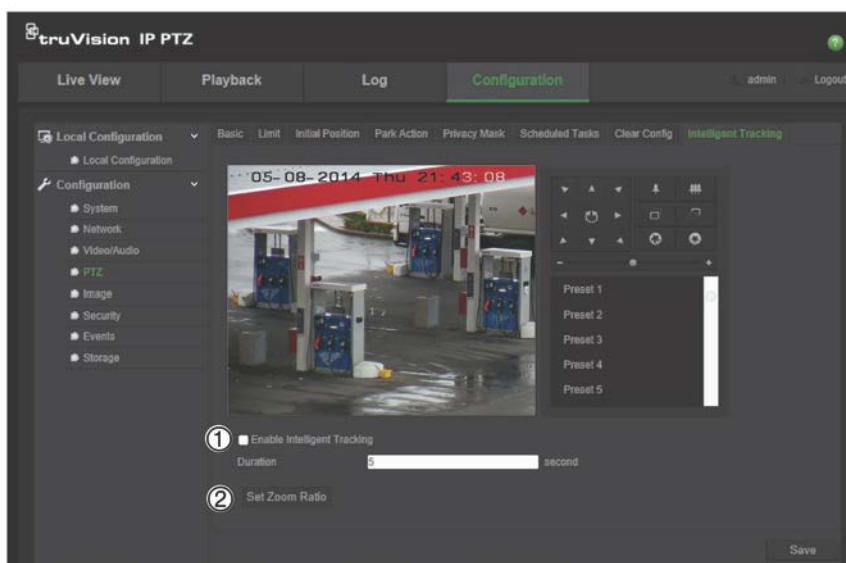 truVision IP PTZ
?
Live View Playback Log Configuration admin Logout
Local Configuration Basic Limit Initial Position Park Action Privacy Mask Scheduled Tasks Clear Config Intelligent Tracking
Local Configuration
Configuration
System
Network
Video/Audio
PTZ
Image
Security
Events
Storage
05-08-2014 Thu 21:43:08
- +
Preset 1
Preset 2
Preset 3
Preset 4
Preset 5
1 Enable Intelligent Tracking
Duration 5 second
2 Set Zoom Ratio
Save